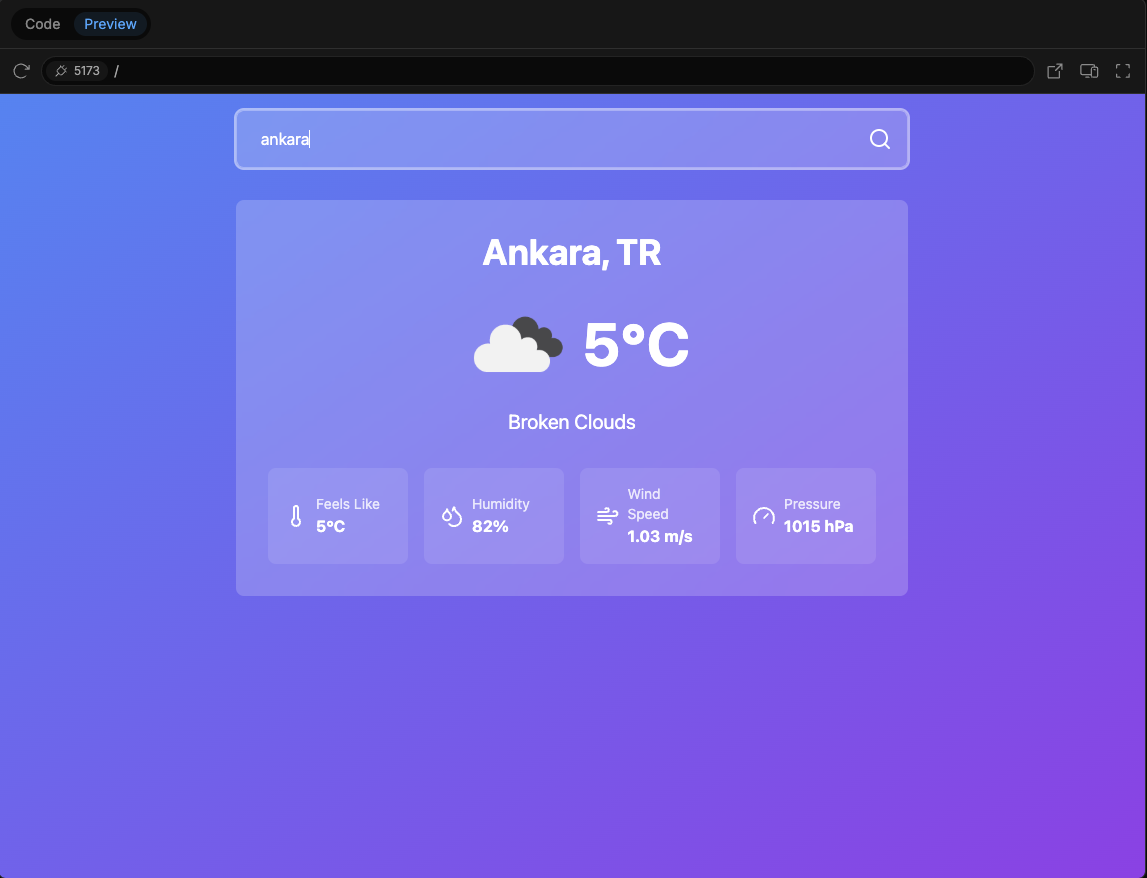 Code Preview
5173 /
ankara
Ankara, TR
5°C
Broken Clouds
Feels Like
5°C
Humidity
82%
Wind
Speed
1.03 m/s
Pressure
1015 hPa